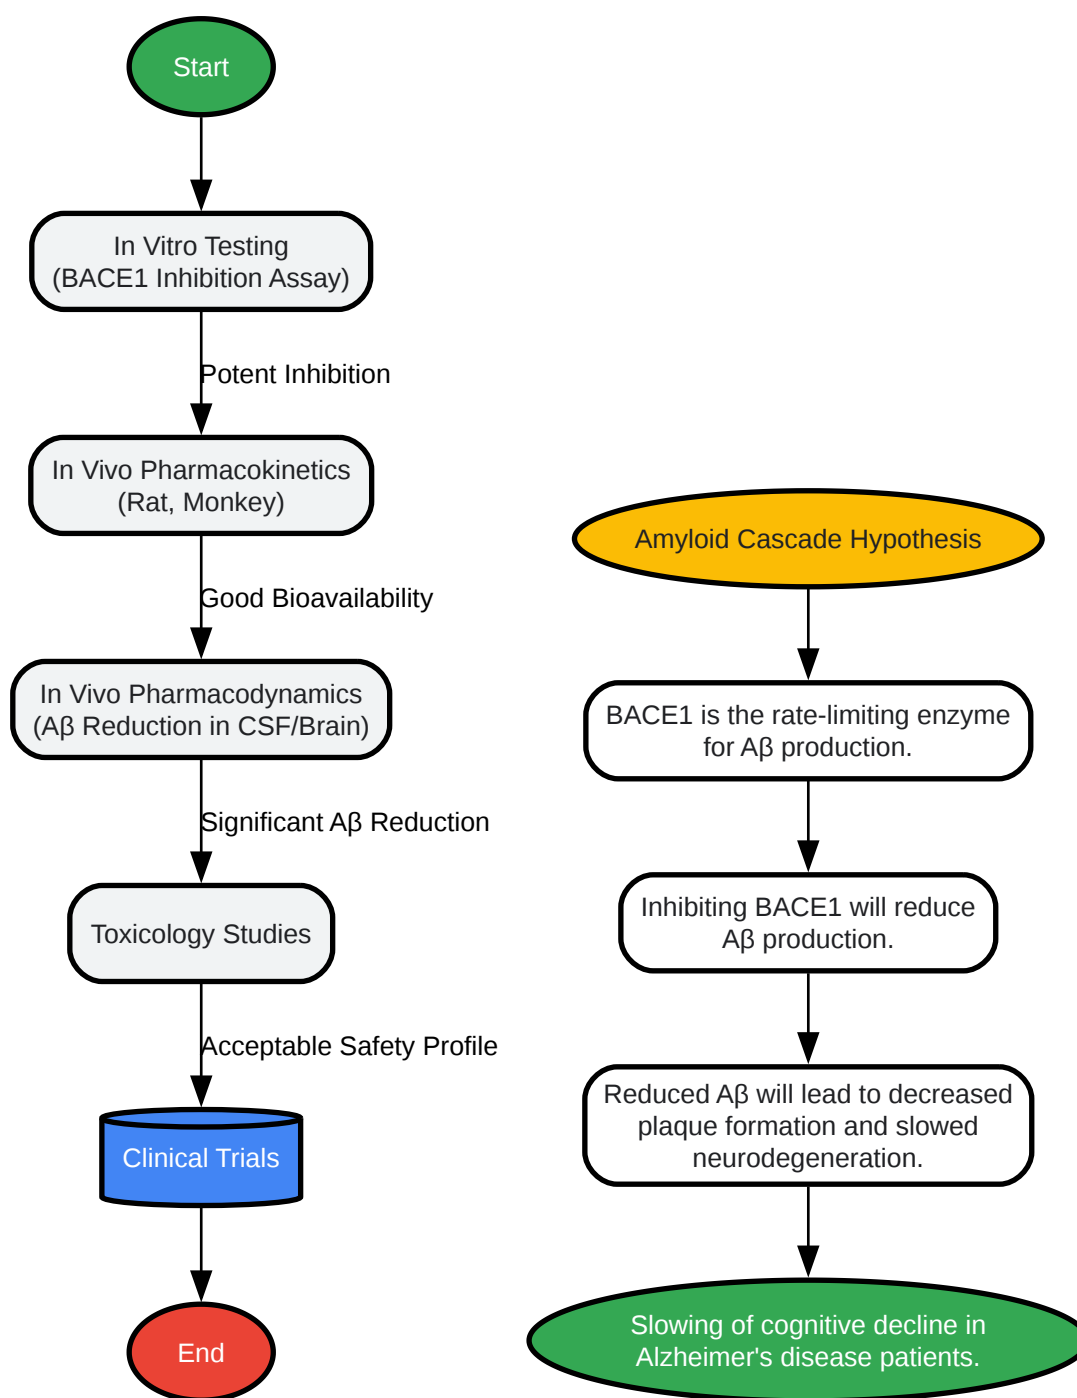 Start
In Vitro Testing
(BACE1 Inhibition Assay)
Potent Inhibition
In Vivo Pharmacokinetics
(Rat, Monkey)
Good Bioavailability
In Vivo Pharmacodynamics
(Aβ Reduction in CSF/Brain)
Significant Aβ Reduction
Toxicology Studies
Acceptable Safety Profile
Clinical Trials
End
Amyloid Cascade Hypothesis
BACE1 is the rate-limiting enzyme
for Aβ production.
Inhibiting BACE1 will reduce
Aβ production.
Reduced Aβ will lead to decreased
plaque formation and slowed
neurodegeneration.
Slowing of cognitive decline in
Alzheimer's disease patients.